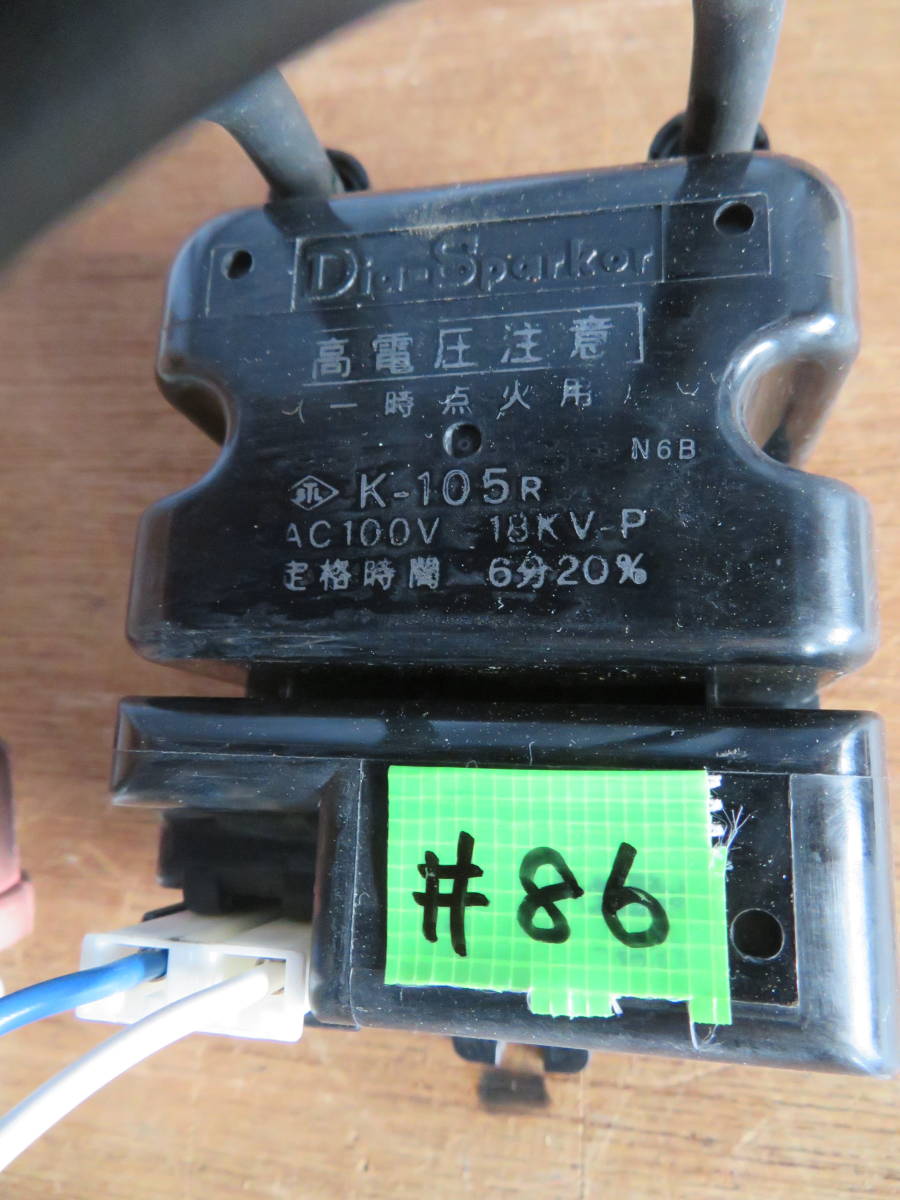 Dia-Sparkor
高電圧注意
(一時点火用)
N6B
K-105R
AC100V 18KV-P
定格時間 6分20%
#86